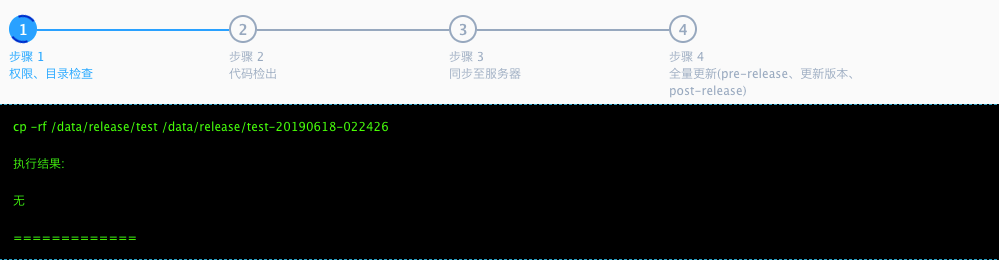 1
2
3
4
步骤 1
步骤 2
步骤 3
步骤 4
权限、目录检查
代码检出
同步至服务器
全量更新(pre-release、更新版本、
post-release)
cp -rf /data/release/test /data/release/test-20190618-022426
执行结果:
无
=============